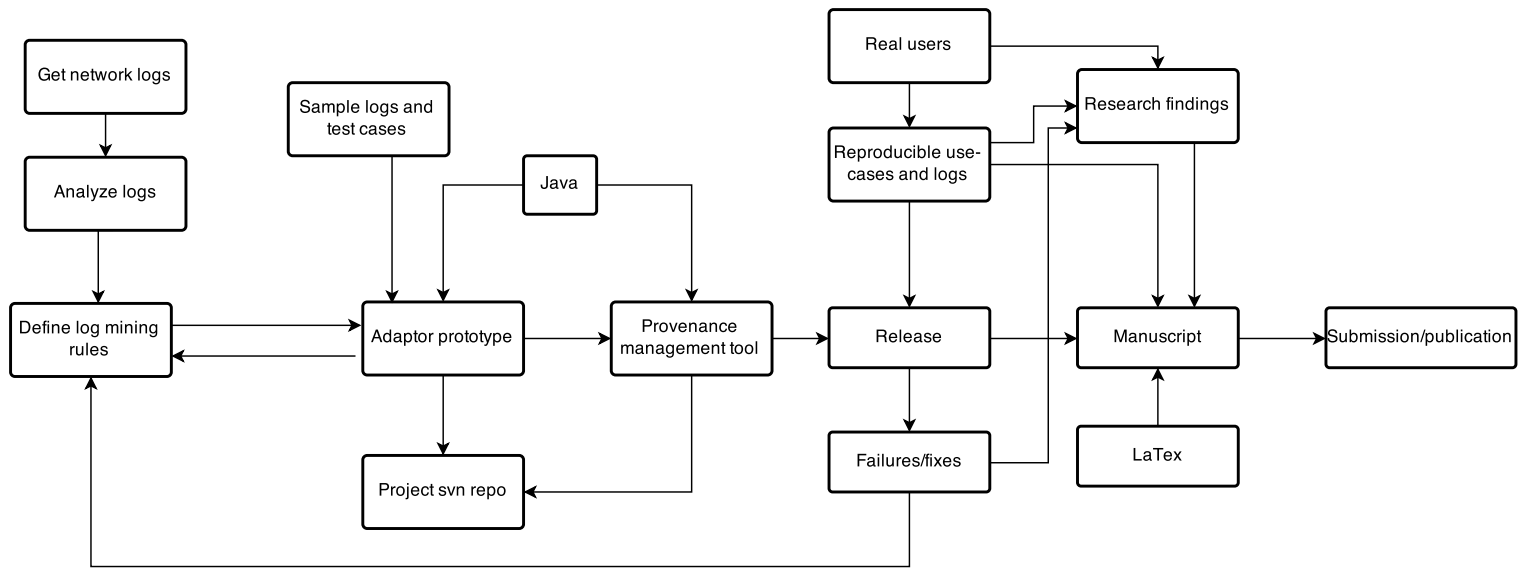 Real users
Get network logs
Sample logs and
test cases
Research findings
Reproducible use-
cases and logs
Analyze logs
Java
Define log mining
rules
Adaptor prototype
Provenance
management tool
Release
Manuscript
Submission/publication
Failures/fixes
LaTex
Project svn repo